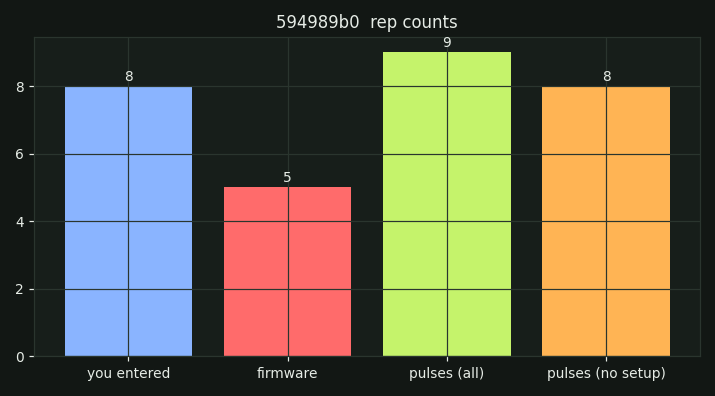 594989b0  rep counts
9
8
8
5
8
6
4
2
0
you entered
firmware
pulses (all)
pulses (no setup)